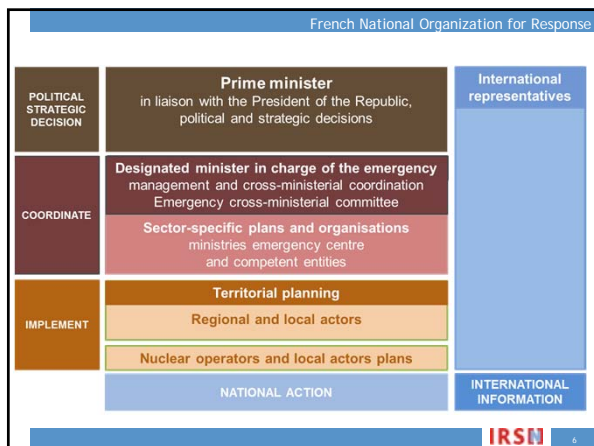 French National Organization for Response
POLITICAL
STRATEGIC
DECISION
Prime minister
in liaison with the President of the Republic,
political and strategic decisions
International
representatives
COORDINATE
Designated minister in charge of the emergency
management and cross-ministerial coordination
Emergency cross-ministerial committee
Sector-specific plans and organisations
ministries emergency centre
and competent entities
IMPLEMENT
Territorial planning
Regional and local actors
Nuclear operators and local actors plans
NATIONAL ACTION
INTERNATIONAL
INFORMATION
IRSN
6